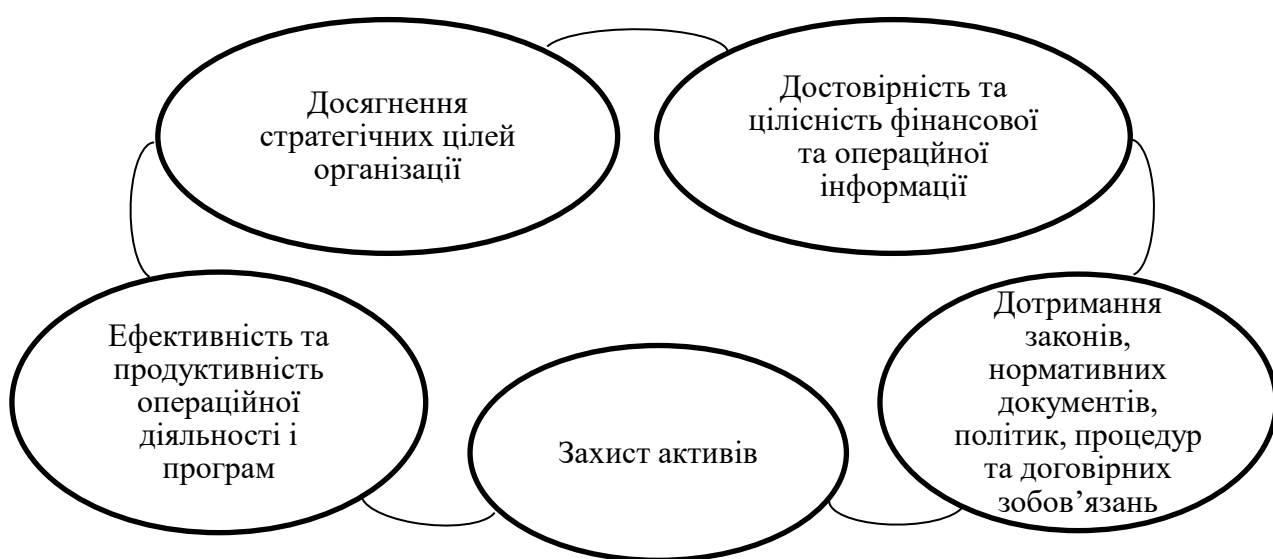 Досягнення
стратегічних цілей
організації
Достовірність та
цілісність фінансової
та операцйної
інформації
Ефективність та
продуктивність
операційної
діяльності і
програм
Захист активів
Дотримання
законів,
нормативних
документів,
політик, процедур
та договірних
зобов’язань